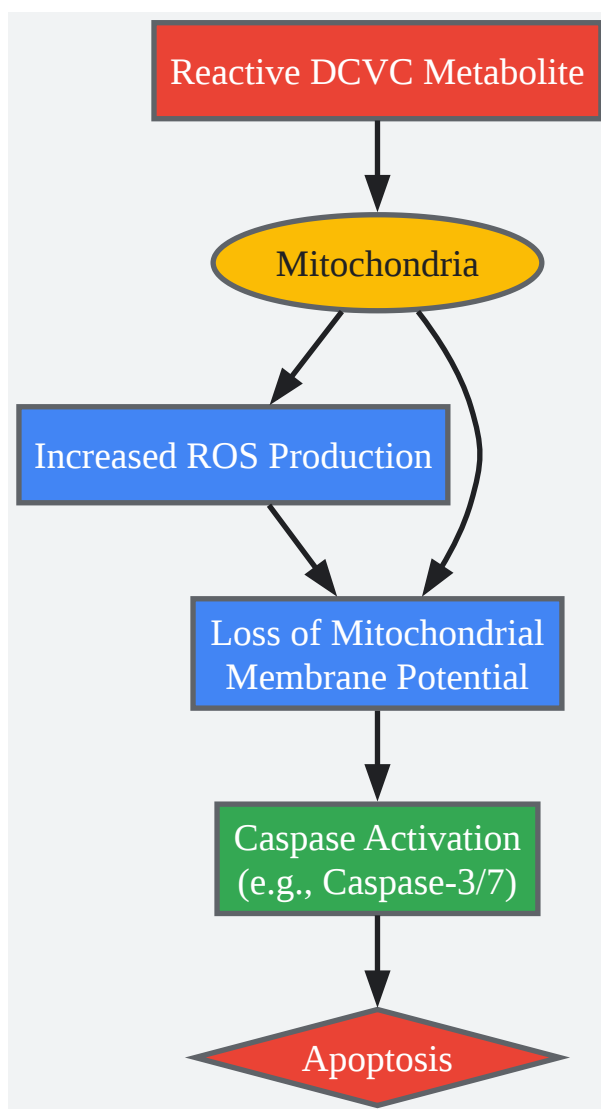 Reactive DCVC Metabolite
Mitochondria
Increased ROS Production
Loss of Mitochondrial
Membrane Potential
Caspase Activation
(e.g., Caspase-3/7)
Apoptosis